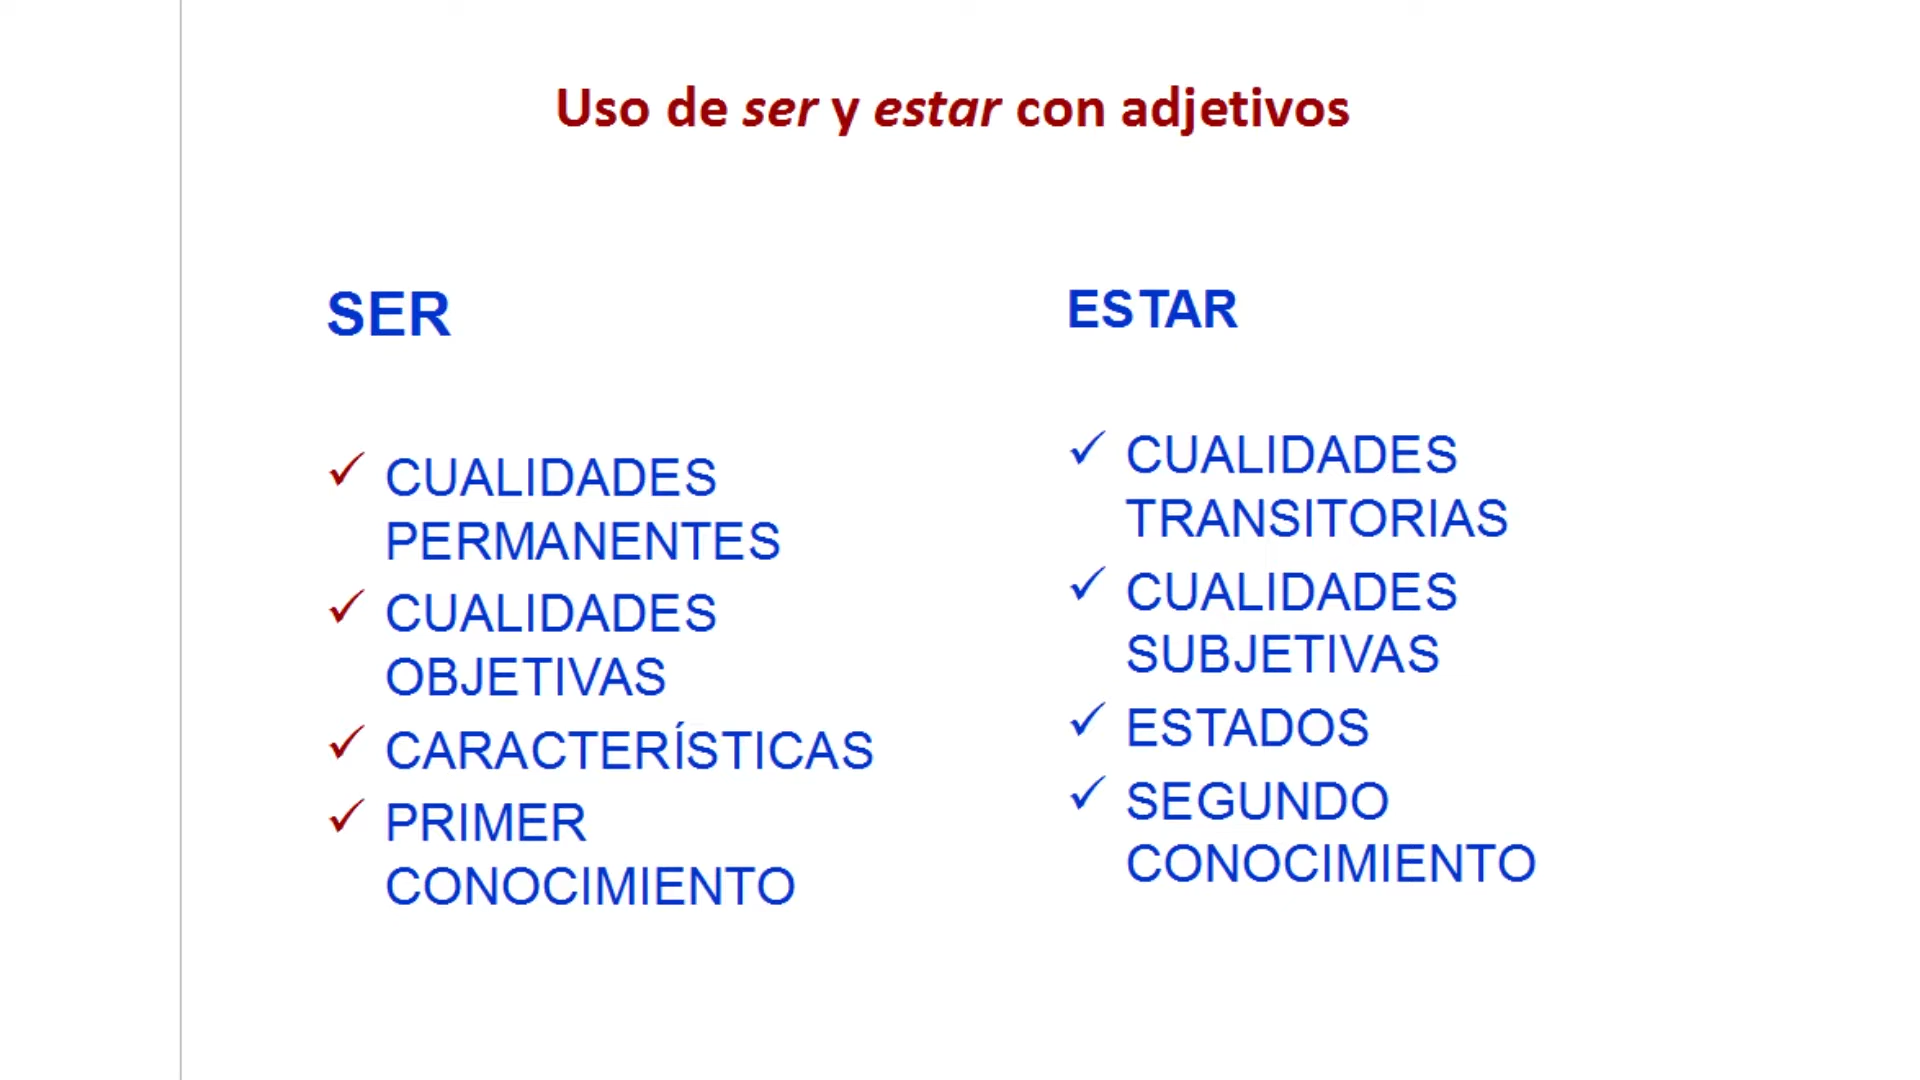 Uso de ser y estar con adjetivos
SER
CUALIDADES
PERMANENTES
CUALIDADES
OBJETIVAS
CARACTERÍSTICAS
PRIMER
CONOCIMIENTO
ESTAR
CUALIDADES
TRANSITORIAS
CUALIDADES
SUBJETIVAS
ESTADOS
SEGUNDO
CONOCIMIENTO